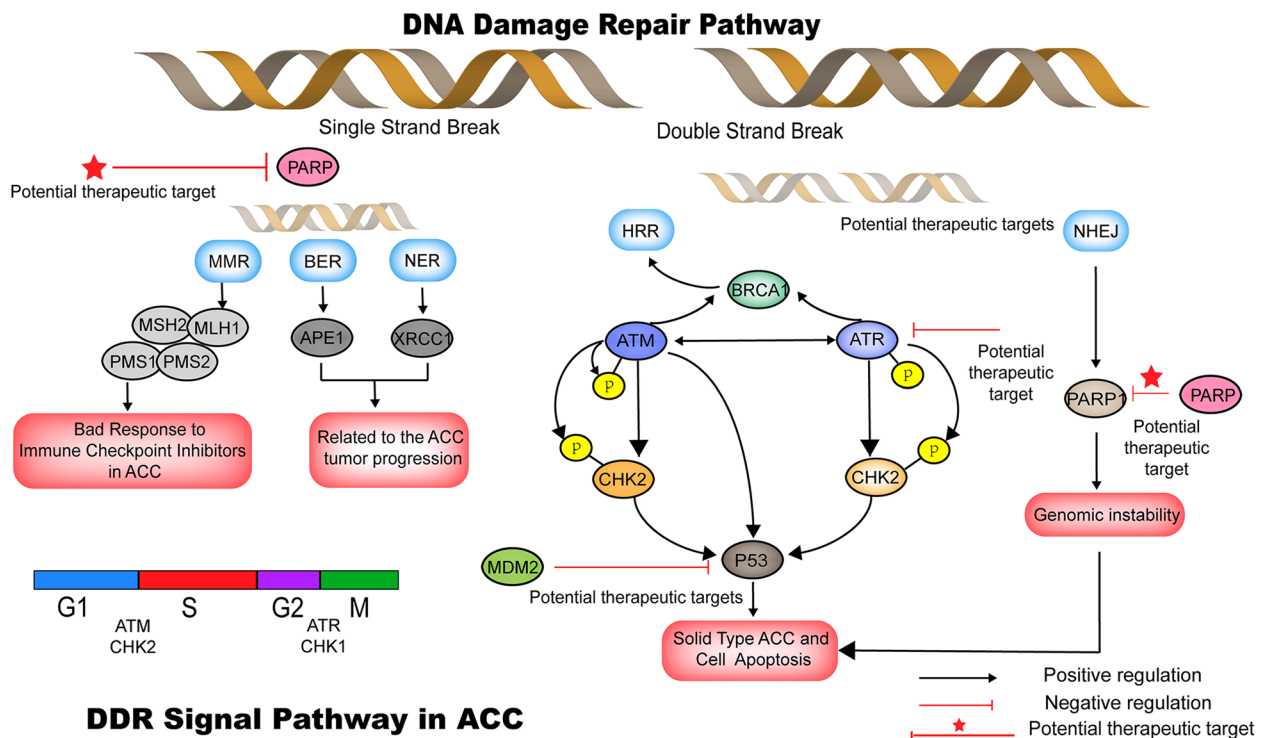 DNA Damage Repair Pathway
Single Strand Break
Double Strand Break
PARP
Potential therapeutic target
MMR
BER
NER
MSH2
MLH1
PMS1
PMS2
APE1
XRCC1
Bad Response to
Immune Checkpoint Inhibitors
in ACC
Related to the ACC
tumor progression
HRR
BRCA1
ATM
ATR
P
P
P
P
CHK2
CHK2
Potential
therapeutic
target
MDM2
P53
Potential therapeutic targets
Solid Type ACC and
Cell Apoptosis
Potential therapeutic targets
NHEJ
PARP1
PARP
Potential
therapeutic
target
Genomic instability
G1
S
G2
M
ATM
CHK2
ATR
CHK1
DDR Signal Pathway in ACC
Positive regulation
Negative regulation
Potential therapeutic target